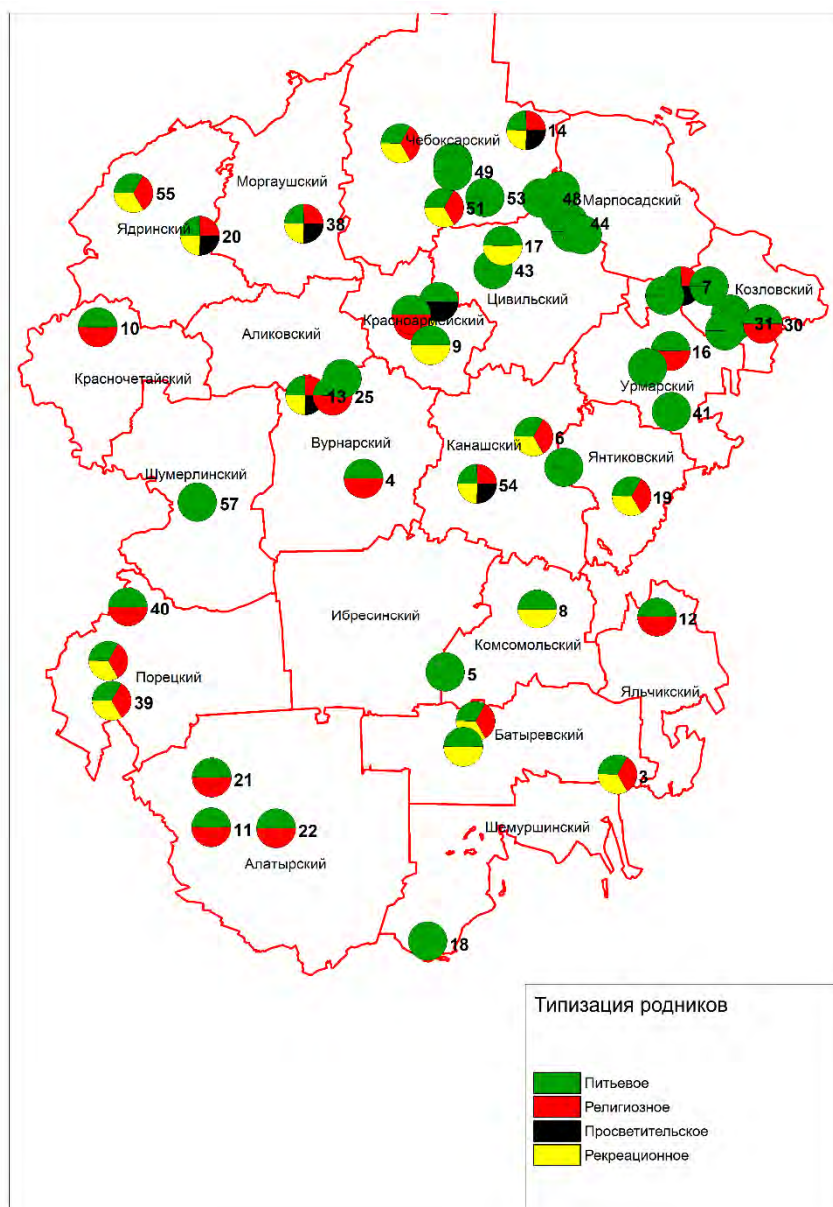 14
Чебоксарский
49
Моргаушский
55
53
48
Марпосадский
51
Ядринский
20
38
44
17
43
Цивильский
7
Козловский
10
Аликовский
Красноармейский
31
30
9
16
Красночетайский
Урмарский
13
25
41
Вурнарский
Канашский
6
Янтиковский
Шумерлинский
4
54
19
57
40
Ибресинский
8
12
Комсомольский
Порецкий
5
Яльчикский
39
Батыревский
21
3
11
22
Шемуршинский
Алатырский
18
Типизация родников
Питьевое
Религиозное
Просветительское
Рекреационное